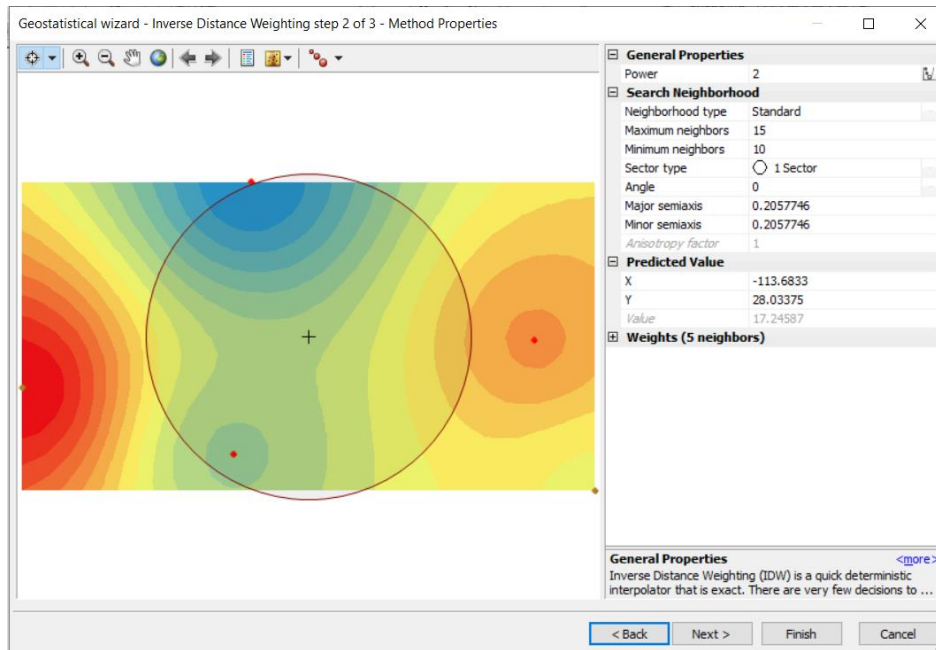 Geostatistical wizard - Inverse Distance Weighting step 2 of 3 - Method Properties
General Properties
Power 2
Search Neighborhood
Neighborhood type Standard
Maximum neighbors 15
Minimum neighbors 10
Sector type 1 Sector
Angle 0
Major semiaxis 0.2057746
Minor semiaxis 0.2057746
Anisotropy factor 1
Predicted Value
X -113.6833
Y 28.03375
Value 17.24587
Weights (5 neighbors)
General Properties <more>
Inverse Distance Weighting (IDW) is a quick deterministic
interpolator that is exact. There are very few decisions to ...
< Back Next > Finish Cancel